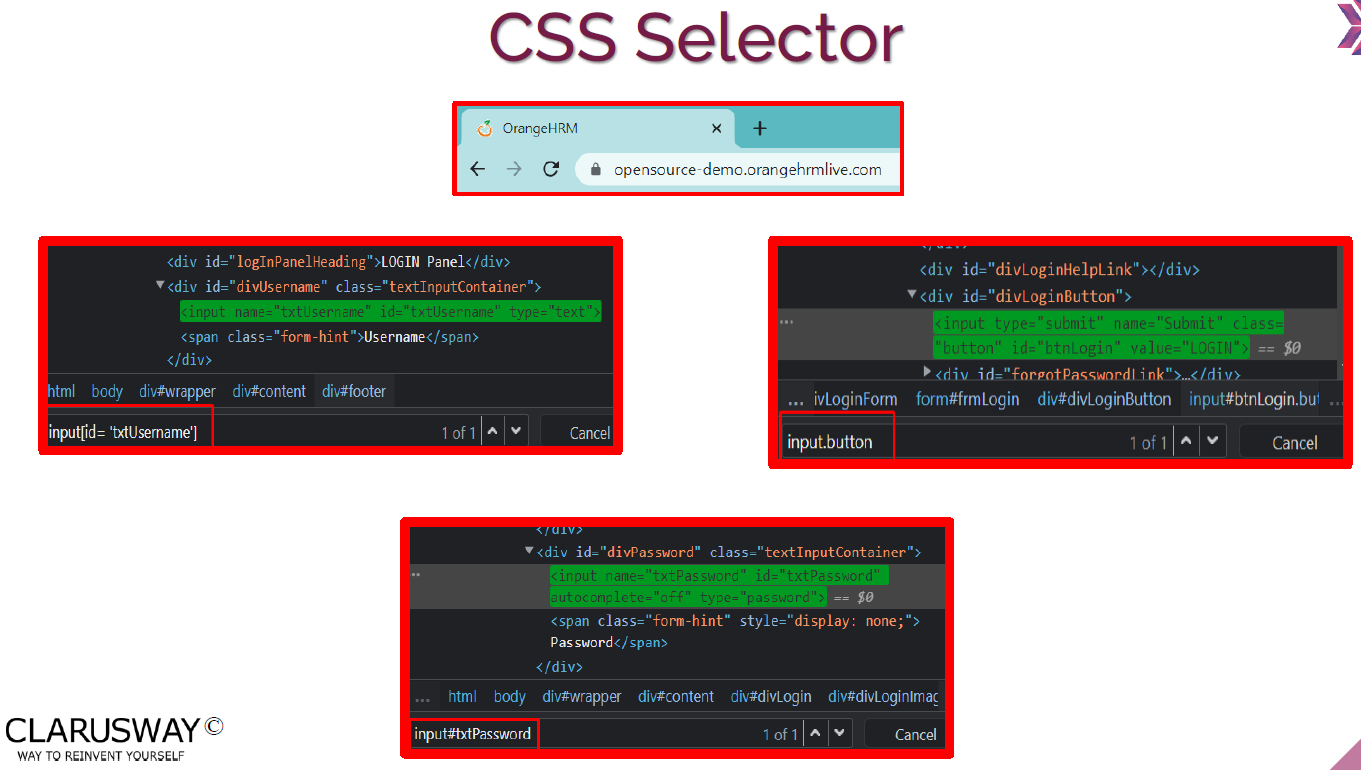 CSS Selector
OrangeHRM
opensource-demo.orangehrmlive.com
<div id="logInPanelHeading">LOGIN Panel</div>
<div id="divUsername" class="textInputContainer">
<input name="txtUsername" id="txtUsername" type="text">
<span class="form-hint">Username</span>
</div>
html body div#wrapper div#content div#footer
input[id= 'txtUsername'] 1 of 1 Cancel
</div>
<div id="divLoginHelpLink"></div>
<div id="divLoginButton">
<input type="submit" name="Submit" class=
"button" id="btnLogin" value="LOGIN"> == $0
<div id="forgotPasswordLink">…</div>
... ivLoginForm form#frmLogin div#divLoginButton input#btnLogin.but ...
input.button 1 of 1 Cancel
</div>
<div id="divPassword" class="textInputContainer">
<input name="txtPassword" id="txtPassword"
autocomplete="off" type="password"> == $0
<span class="form-hint" style="display: none;">
Password</span>
</div>
... html body div#wrapper div#content div#divLogin div#divLoginImag
input#txtPassword 1 of 1 Cancel
CLARUSWAY©
WAY TO REINVENT YOURSELF